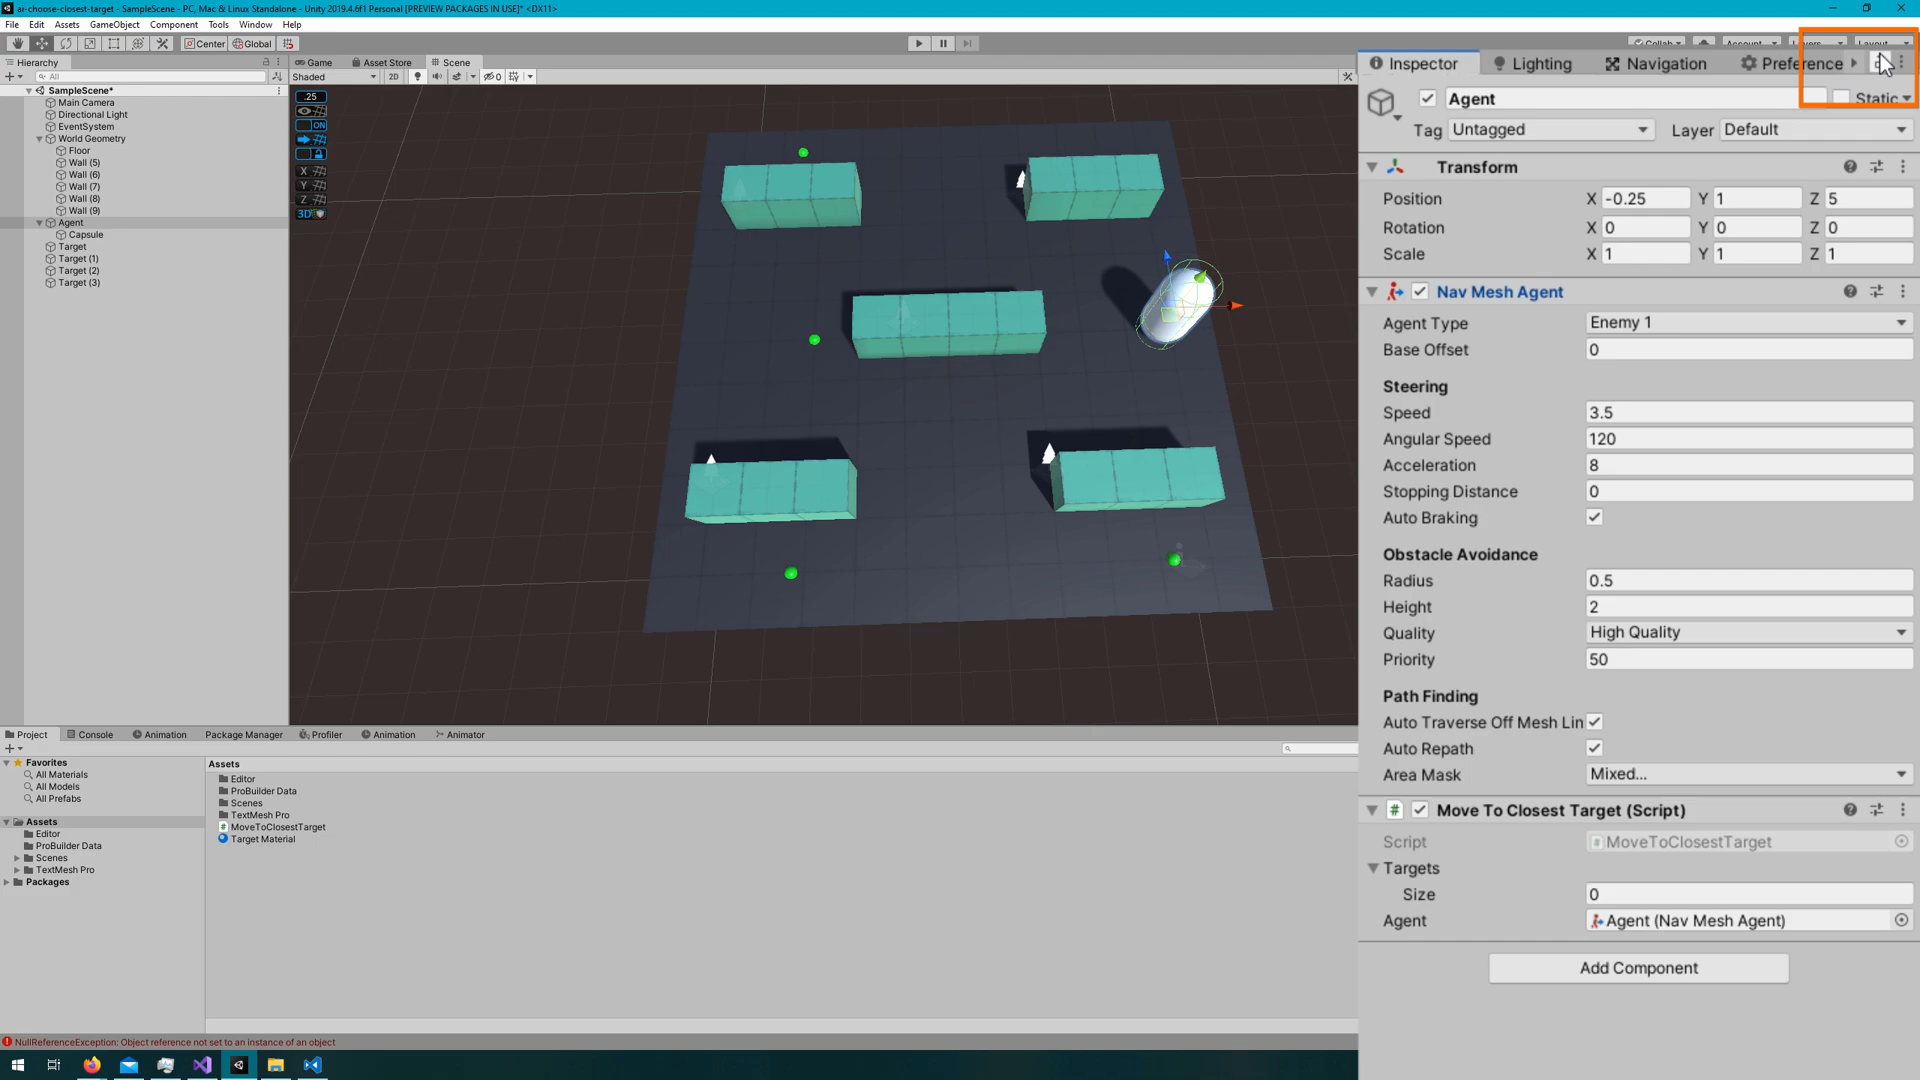 ai-choose-closest-target - SampleScene - PC, Mac & Linux Standalone - Unity 2019.4.6f1 Personal [PREVIEW PACKAGES IN USE]* <DX11>
File Edit Assets GameObject Component Tools Window Help
Center Global
Collab Account Layers Layout
Hierarchy
All
SampleScene*
Main Camera
Directional Light
EventSystem
World Geometry
Floor
Wall (5)
Wall (6)
Wall (7)
Wall (8)
Wall (9)
Agent
Capsule
Target
Target (1)
Target (2)
Target (3)
Game Asset Store Scene
Shaded 2D 0
.25
ON
X
Y
Z
3D
Inspector Lighting Navigation Preference
Agent Static
Tag Untagged Layer Default
Transform
Position X -0.25 Y 1 Z 5
Rotation X 0 Y 0 Z 0
Scale X 1 Y 1 Z 1
Nav Mesh Agent
Agent Type Enemy 1
Base Offset 0
Steering
Speed 3.5
Angular Speed 120
Acceleration 8
Stopping Distance 0
Auto Braking
Obstacle Avoidance
Radius 0.5
Height 2
Quality High Quality
Priority 50
Path Finding
Auto Traverse Off Mesh Lin
Auto Repath
Area Mask Mixed...
# Move To Closest Target (Script)
Script MoveToClosestTarget
Targets
Size 0
Agent Agent (Nav Mesh Agent)
Add Component
Project Console Animation Package Manager Profiler Animation Animator
Favorites
All Materials
All Models
All Prefabs
Assets
Editor
ProBuilder Data
Scenes
TextMesh Pro
Packages
Assets
Editor
ProBuilder Data
Scenes
TextMesh Pro
MoveToClosestTarget
Target Material
NullReferenceException: Object reference not set to an instance of an object